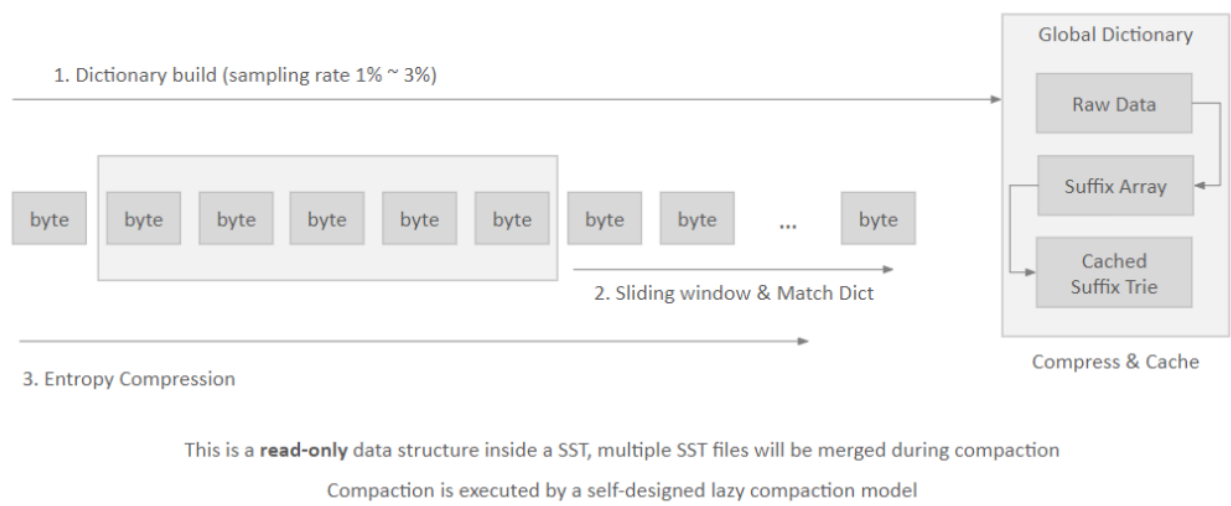 Global Dictionary
1. Dictionary build (sampling rate 1% ~ 3%)
Raw Data
Suffix Array
byte byte byte byte byte byte byte byte ... byte
Cached
Suffix Trie
2. Sliding window & Match Dict
Compress & Cache
3. Entropy Compression
This is a read-only data structure inside a SST, multiple SST files will be merged during compaction
Compaction is executed by a self-designed lazy compaction model